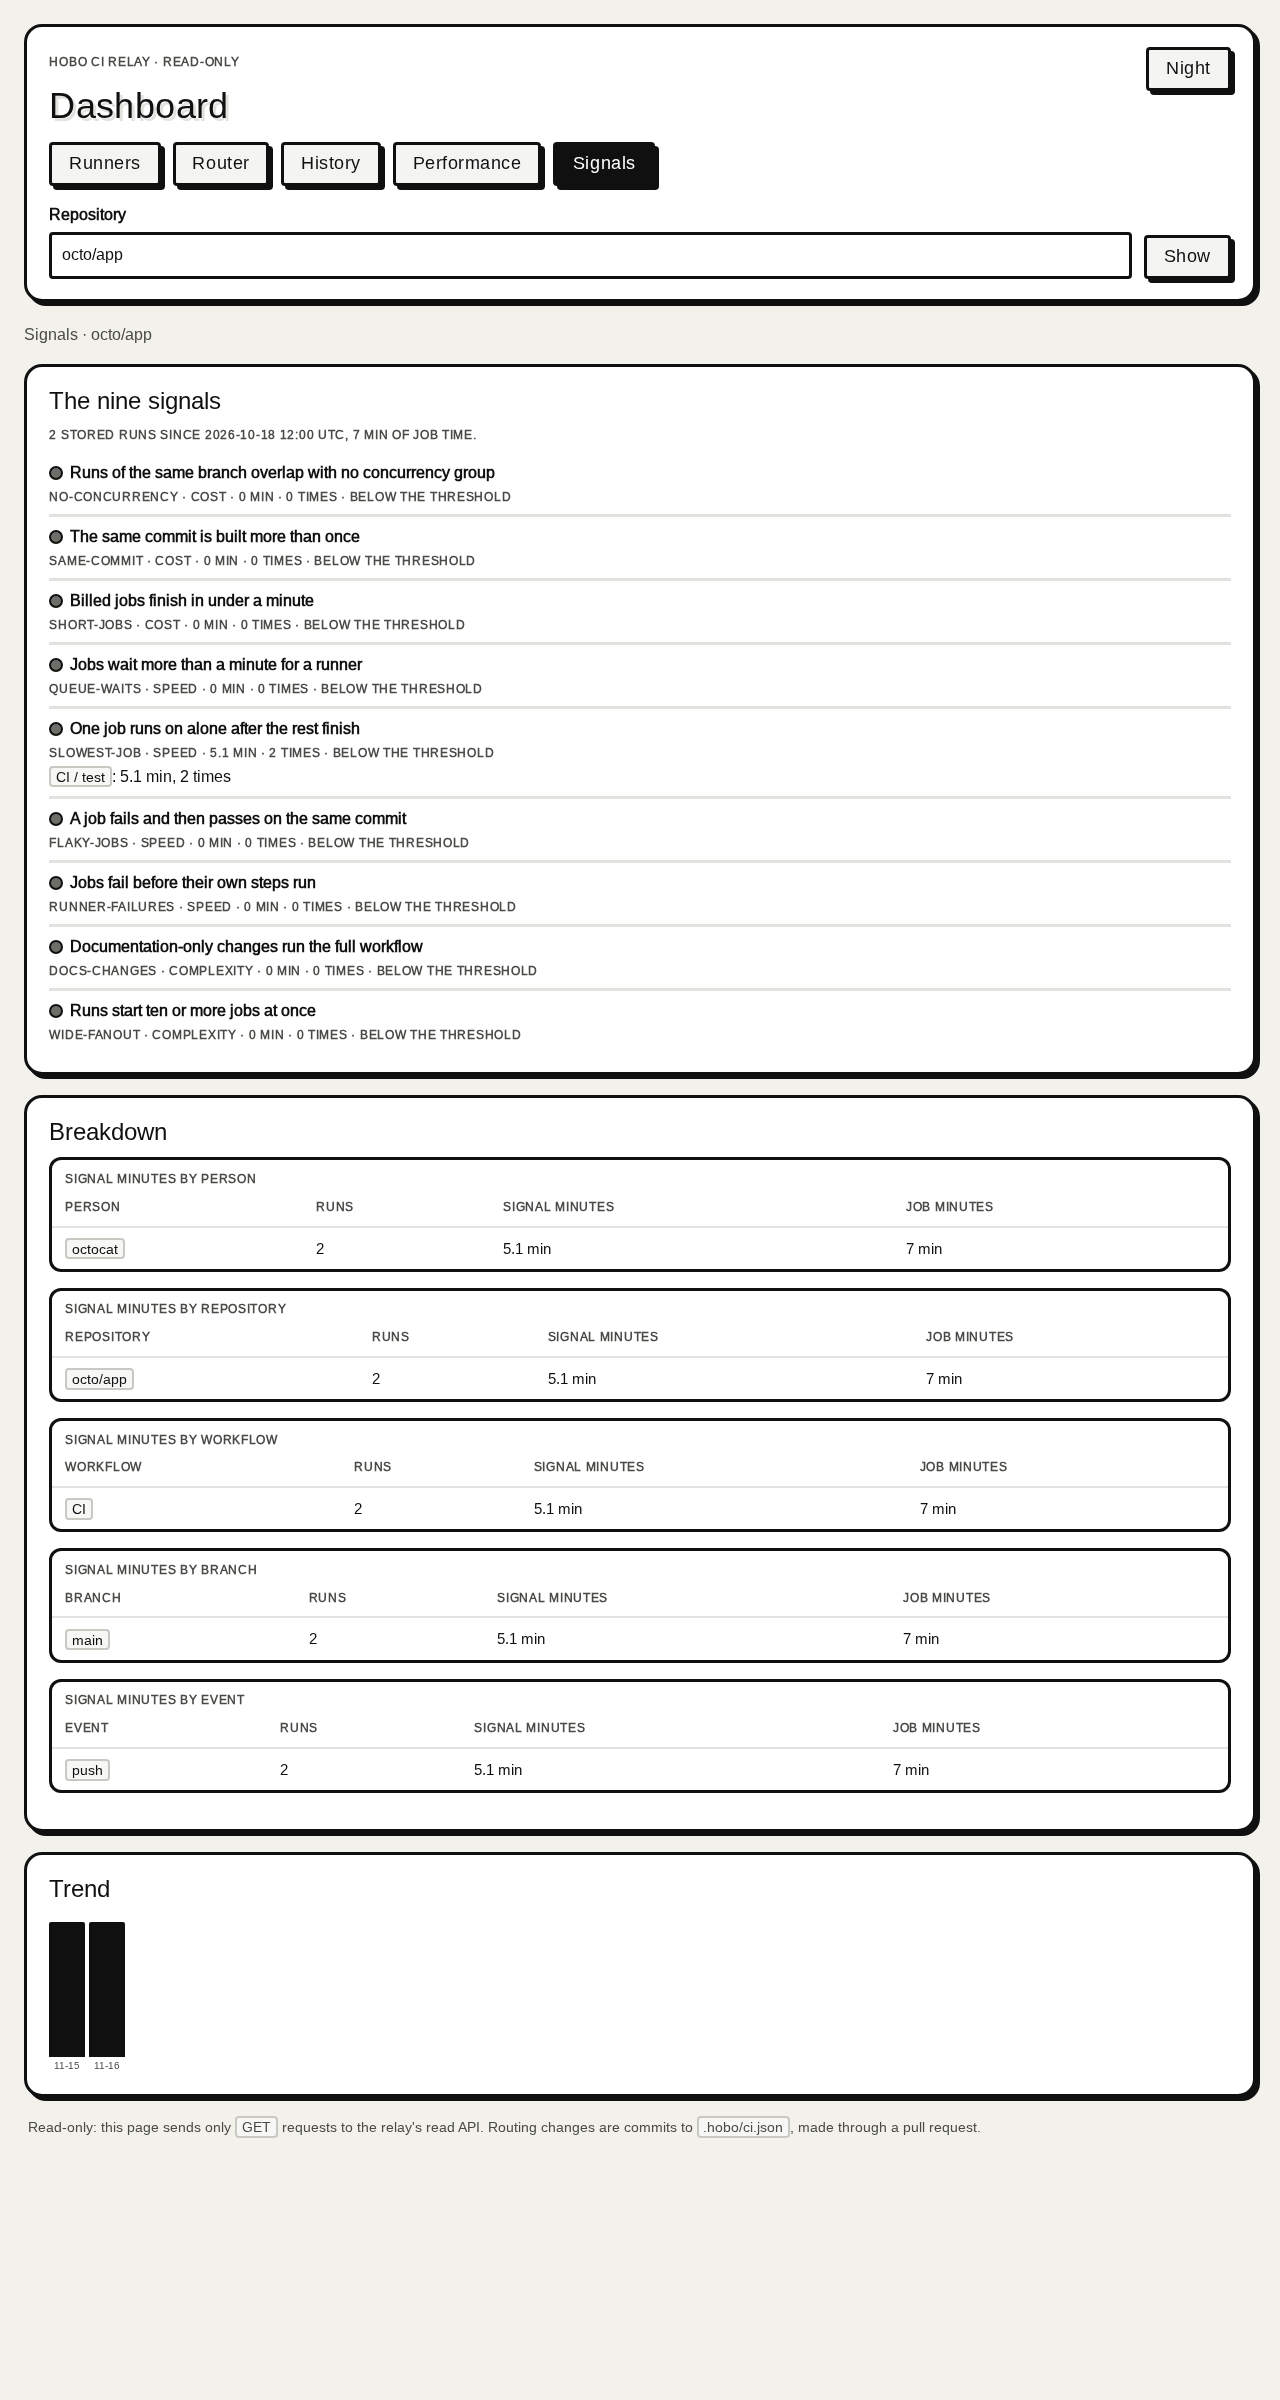 HOBO CI RELAY · READ-ONLY
Night
Dashboard
Runners Router History Performance Signals
Repository
octo/app
Show
Signals · octo/app
The nine signals
2 STORED RUNS SINCE 2026-10-18 12:00 UTC, 7 MIN OF JOB TIME.
Runs of the same branch overlap with no concurrency group
NO-CONCURRENCY · COST · 0 MIN · 0 TIMES · BELOW THE THRESHOLD
The same commit is built more than once
SAME-COMMIT · COST · 0 MIN · 0 TIMES · BELOW THE THRESHOLD
Billed jobs finish in under a minute
SHORT-JOBS · COST · 0 MIN · 0 TIMES · BELOW THE THRESHOLD
Jobs wait more than a minute for a runner
QUEUE-WAITS · SPEED · 0 MIN · 0 TIMES · BELOW THE THRESHOLD
One job runs on alone after the rest finish
SLOWEST-JOB · SPEED · 5.1 MIN · 2 TIMES · BELOW THE THRESHOLD
CI / test: 5.1 min, 2 times
A job fails and then passes on the same commit
FLAKY-JOBS · SPEED · 0 MIN · 0 TIMES · BELOW THE THRESHOLD
Jobs fail before their own steps run
RUNNER-FAILURES · SPEED · 0 MIN · 0 TIMES · BELOW THE THRESHOLD
Documentation-only changes run the full workflow
DOCS-CHANGES · COMPLEXITY · 0 MIN · 0 TIMES · BELOW THE THRESHOLD
Runs start ten or more jobs at once
WIDE-FANOUT · COMPLEXITY · 0 MIN · 0 TIMES · BELOW THE THRESHOLD
Breakdown
SIGNAL MINUTES BY PERSON
PERSON RUNS SIGNAL MINUTES JOB MINUTES
octocat 2 5.1 min 7 min
SIGNAL MINUTES BY REPOSITORY
REPOSITORY RUNS SIGNAL MINUTES JOB MINUTES
octo/app 2 5.1 min 7 min
SIGNAL MINUTES BY WORKFLOW
WORKFLOW RUNS SIGNAL MINUTES JOB MINUTES
CI 2 5.1 min 7 min
SIGNAL MINUTES BY BRANCH
BRANCH RUNS SIGNAL MINUTES JOB MINUTES
main 2 5.1 min 7 min
SIGNAL MINUTES BY EVENT
EVENT RUNS SIGNAL MINUTES JOB MINUTES
push 2 5.1 min 7 min
Trend
11-15 11-16
Read-only: this page sends only GET requests to the relay's read API. Routing changes are commits to .hobo/ci.json, made through a pull request.